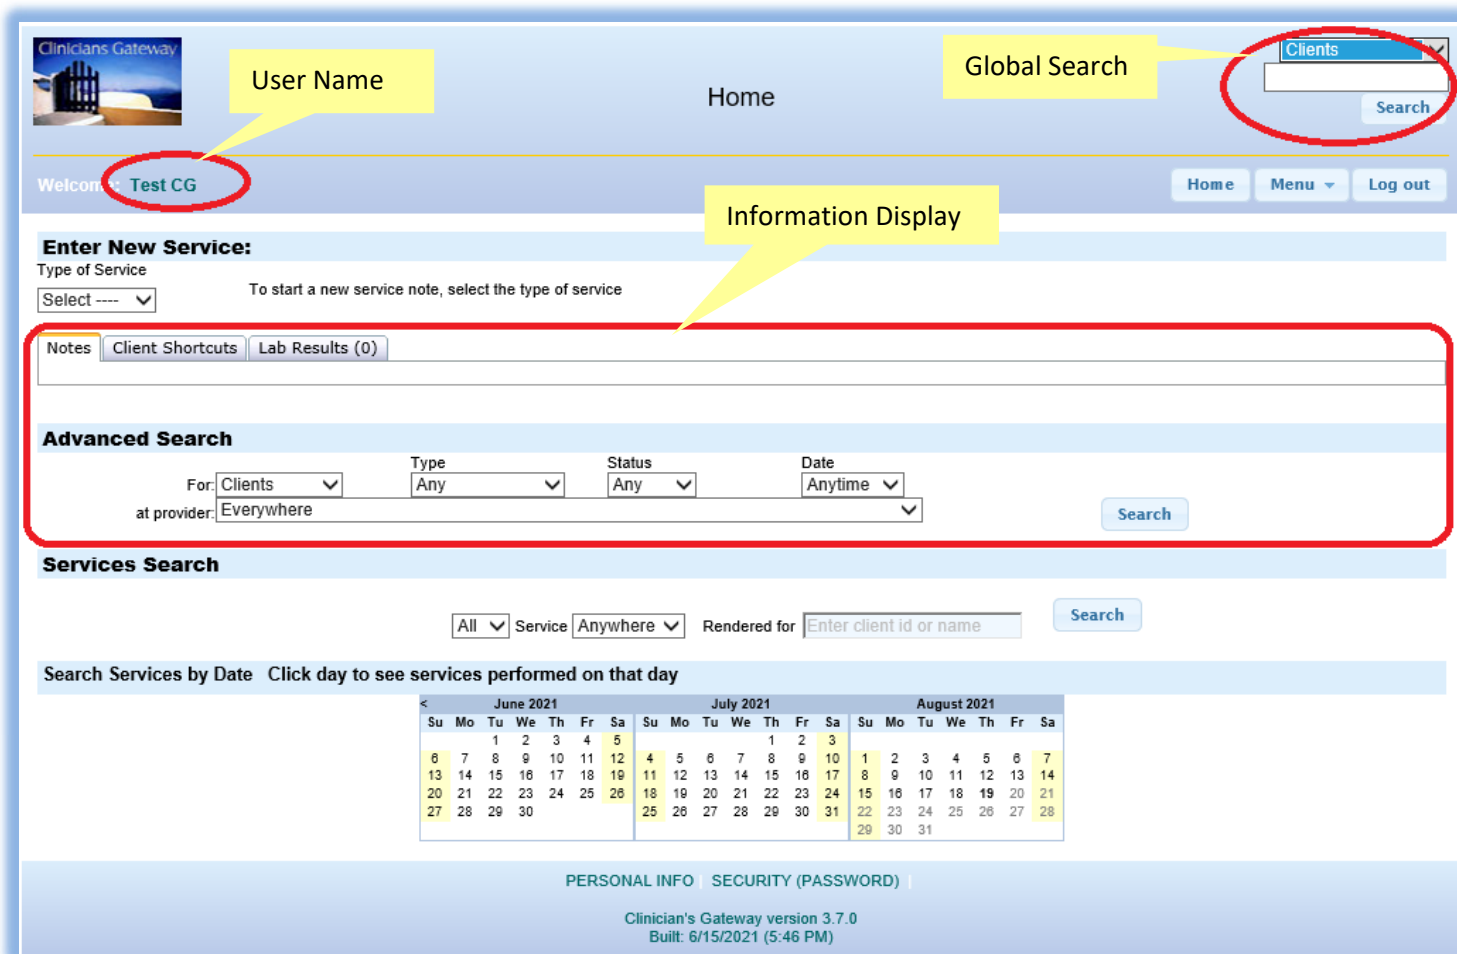 Clinicians Gateway
User Name
Home
Global Search
Clients
Search
Welcome: Test CG
Home Menu Log out
Information Display
Enter New Service:
Type of Service
Select ----
To start a new service note, select the type of service
Notes Client Shortcuts Lab Results (0)
Advanced Search
Type Status Date
For: Clients Any Any Anytime
at provider: Everywhere
Search
Services Search
All Service Anywhere Rendered for Enter client id or name Search
Search Services by Date Click day to see services performed on that day
< June 2021 July 2021 August 2021
Su Mo Tu We Th Fr Sa Su Mo Tu We Th Fr Sa Su Mo Tu We Th Fr Sa
1 2 3 4 5 1 2 3
6 7 8 9 10 11 12 4 5 6 7 8 9 10 1 2 3 4 5 6 7
13 14 15 16 17 18 19 11 12 13 14 15 16 17 8 9 10 11 12 13 14
20 21 22 23 24 25 26 18 19 20 21 22 23 24 15 16 17 18 19 20 21
27 28 29 30 25 26 27 28 29 30 31 22 23 24 25 26 27 28
29 30 31
PERSONAL INFO | SECURITY (PASSWORD) |
Clinician's Gateway version 3.7.0
Built: 6/15/2021 (5:46 PM)